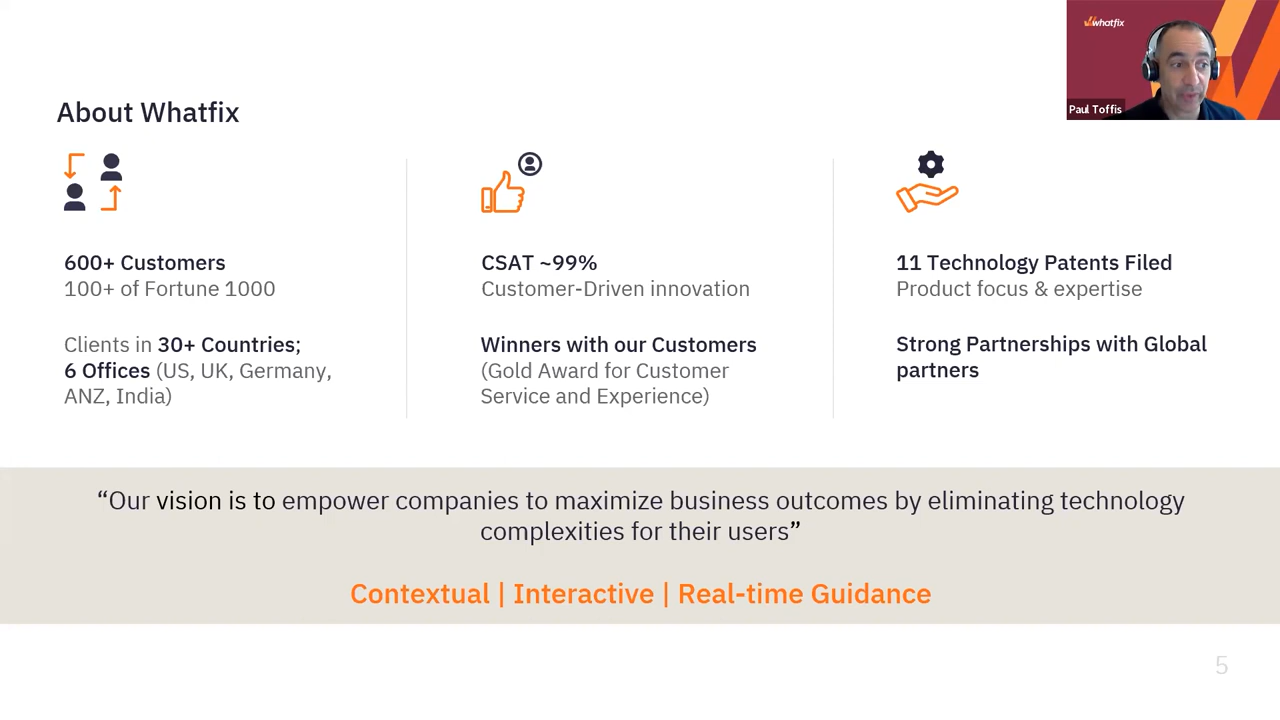 whatfix
Paul Toffis
About Whatfix
600+ Customers
100+ of Fortune 1000
Clients in 30+ Countries;
6 Offices (US, UK, Germany,
ANZ, India)
CSAT ~99%
Customer-Driven innovation
Winners with our Customers
(Gold Award for Customer
Service and Experience)
11 Technology Patents Filed
Product focus & expertise
Strong Partnerships with Global
partners
“Our vision is to empower companies to maximize business outcomes by eliminating technology
complexities for their users”
Contextual | Interactive | Real-time Guidance
5